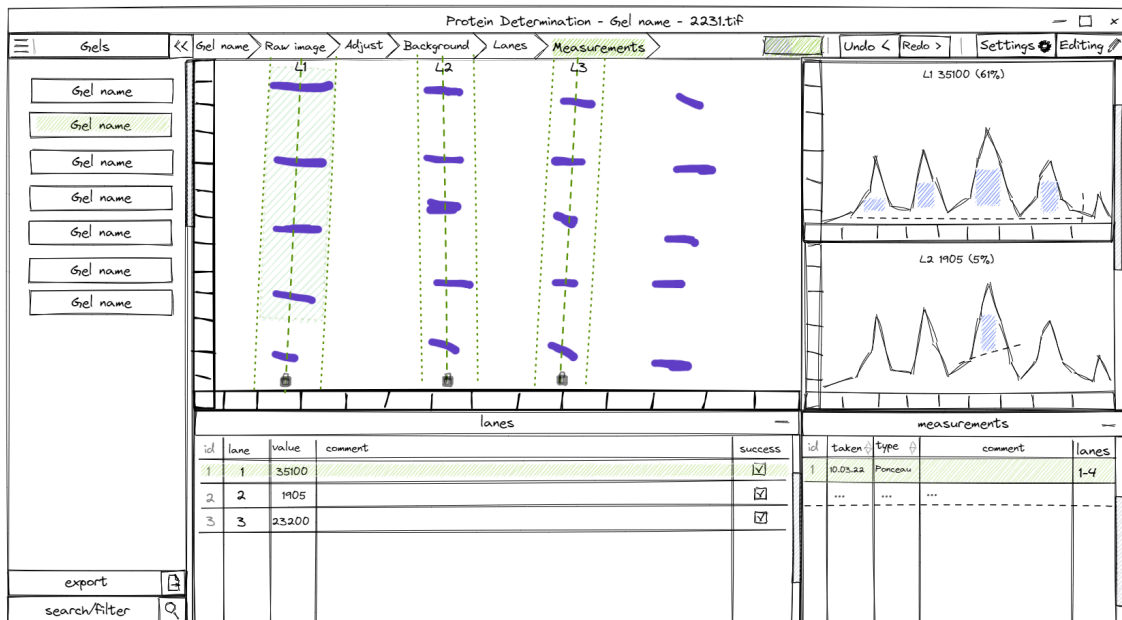 Protein Determination - Gel name - 2231.tif
Gels
<< Gel name Raw image Adjust Background Lanes Measurements Undo < Redo > Settings Editing
Gel name
Gel name
Gel name
Gel name
Gel name
Gel name
Gel name
export
search/filter
L1 L2 L3
L1 35100 (61%)
L2 1905 (5%)
lanes
id lane value comment success
1 1 35100
2 2 1905
3 3 23200
measurements
id taken type comment lanes
1 10.03.22 Ponceau 1-4
... ... ...